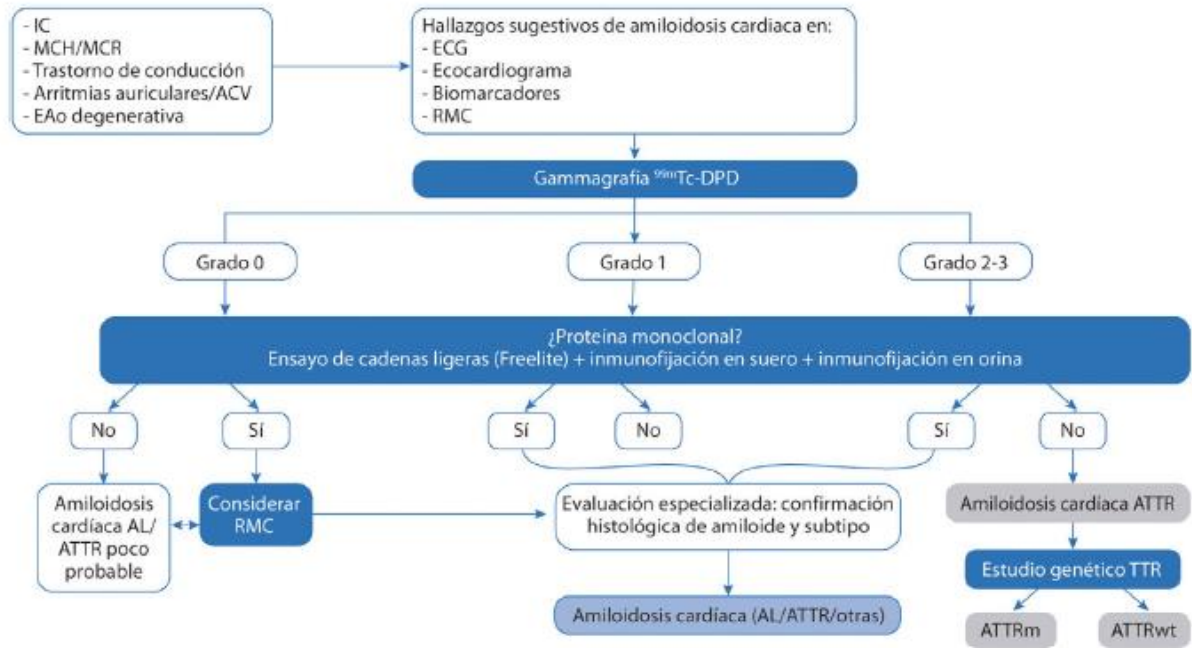 - IC
- MCH/MCR
- Trastorno de conducción
- Arritmias auriculares/ACV
- EAo degenerativa
Hallazgos sugestivos de amiloidosis cardiaca en:
- ECG
- Ecocardiograma
- Biomarcadores
- RMC
Gammagrafia ⁹⁹ᵐTc-DPD
Grado 0
Grado 1
Grado 2-3
¿Proteina monoclonal?
Ensayo de cadenas ligeras (Freelite) + inmunofijación en suero + inmunofijación en orina
No
Sí
Sí
No
Sí
No
Amiloidosis
cardíaca AL/
ATTR poco
probable
Considerar
RMC
Evaluación especializada: confirmación
histológica de amiloide y subtipo
Amiloidosis cardíaca ATTR
Estudio genético TTR
Amiloidosis cardíaca (AL/ATTR/otras)
ATTRm
ATTRwt